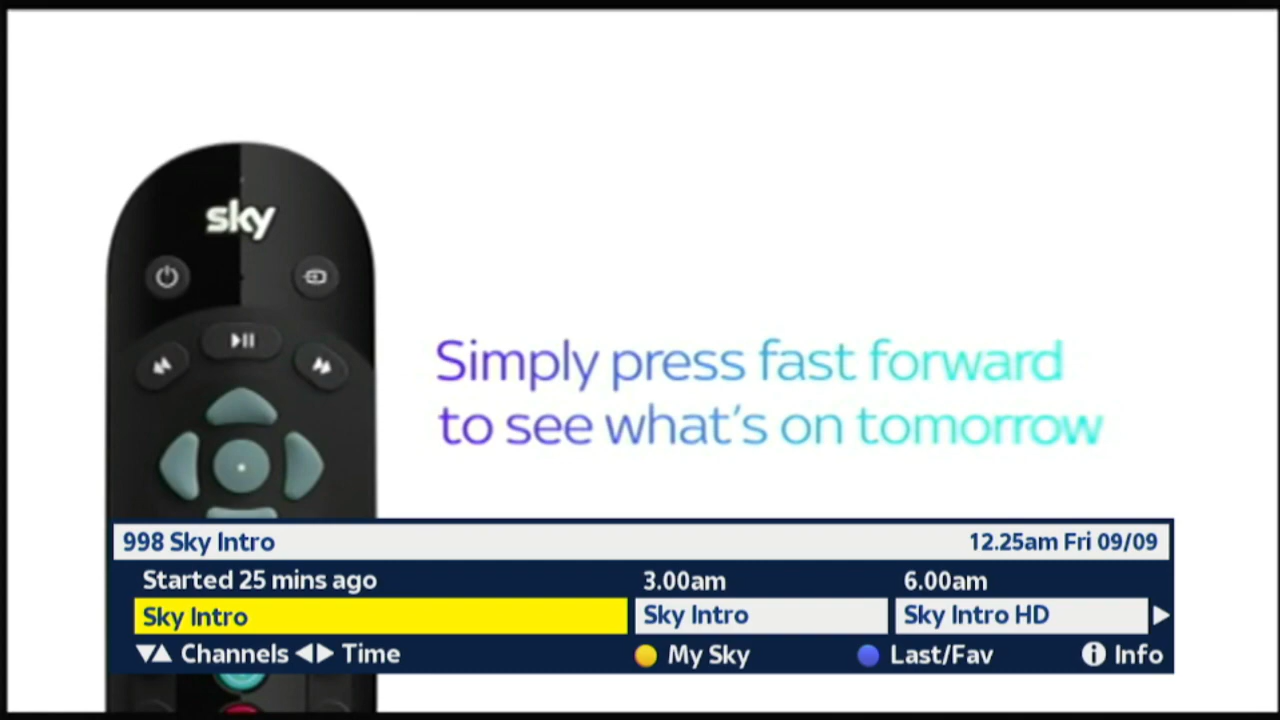 sky
Simply press fast forward
to see what's on tomorrow
998 Sky Intro 12.25am Fri 09/09
Started 25 mins ago 3.00am 6.00am
Sky Intro Sky Intro Sky Intro HD
Channels Time My Sky Last/Fav Info